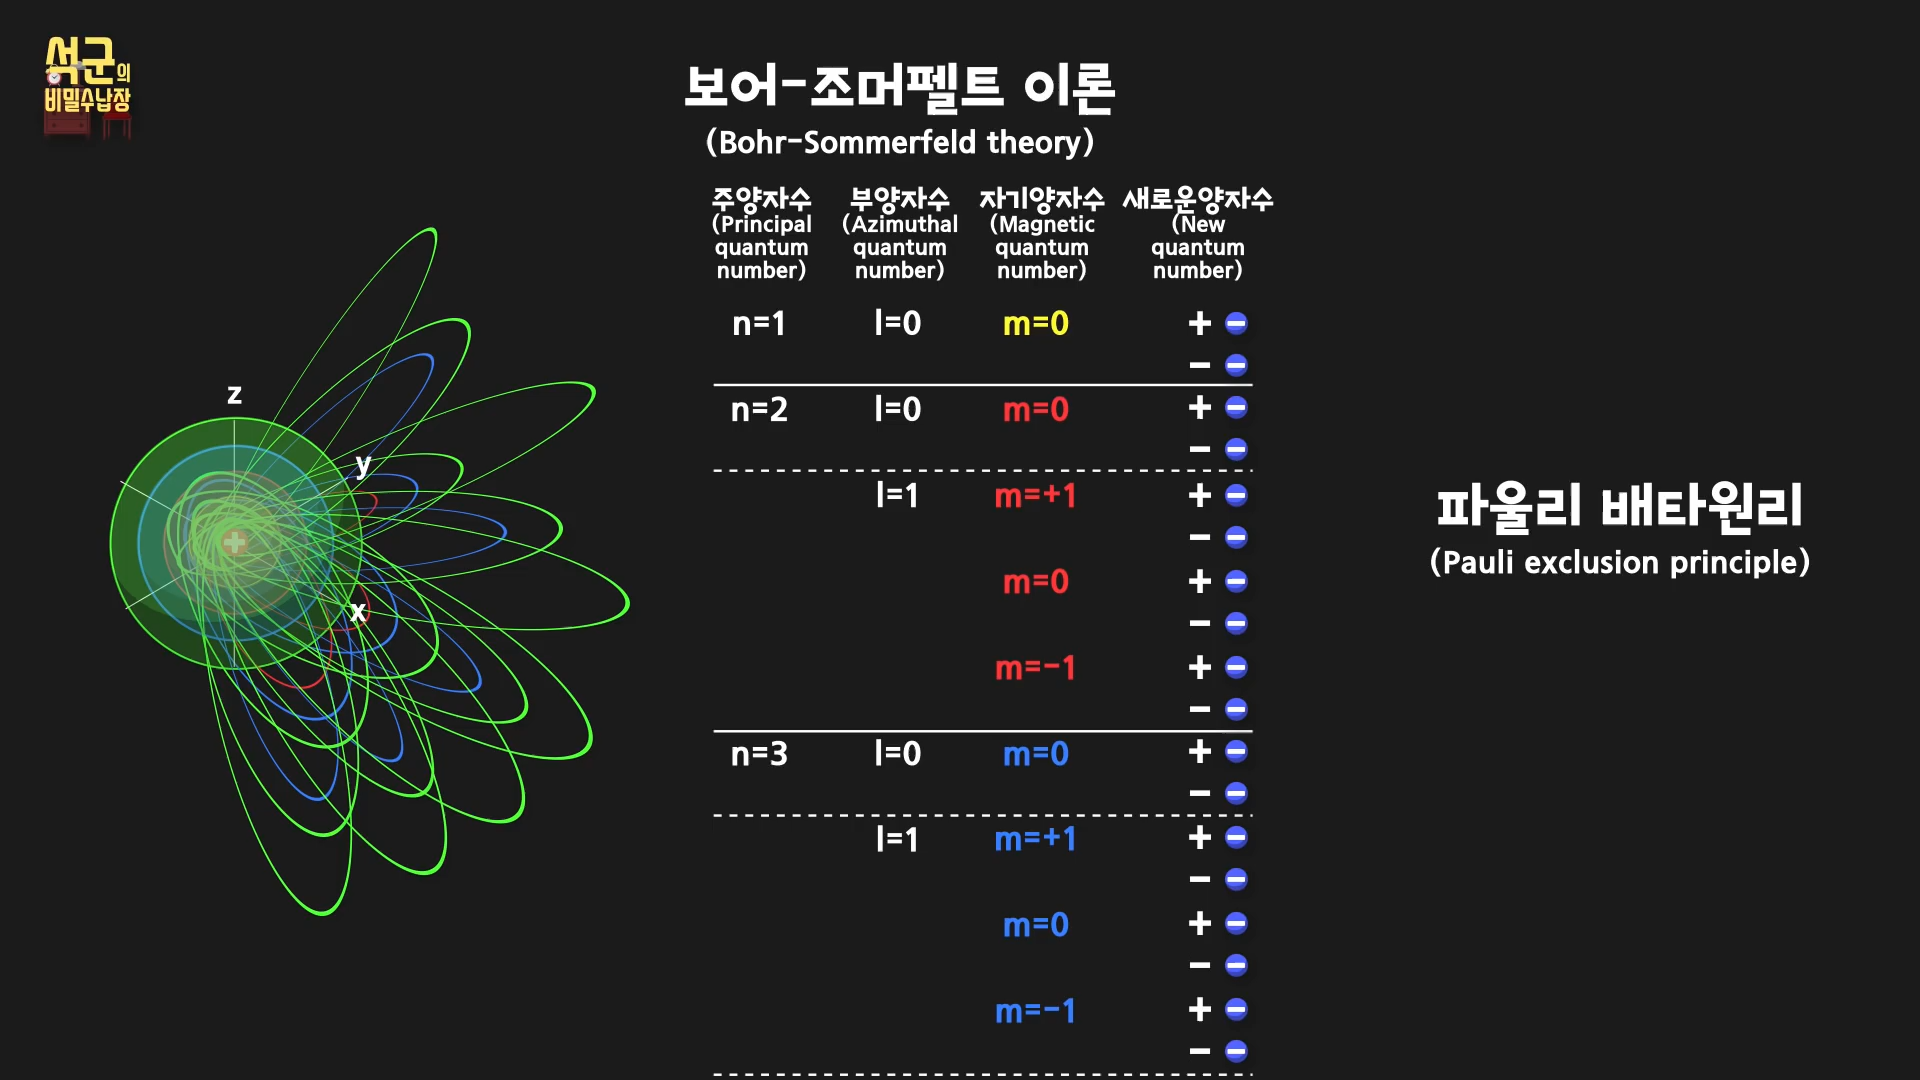 석군의
비밀수납장
보어-조머펠트 이론
(Bohr-Sommerfeld theory)
주양자수 부양자수 자기양자수 새로운양자수
(Principal (Azimuthal (Magnetic (New
quantum quantum quantum quantum
number) number) number) number)
n=1 l=0 m=0 + −
− −
n=2 l=0 m=0 + −
− −
l=1 m=+1 + −
− −
m=0 + −
− −
m=-1 + −
− −
n=3 l=0 m=0 + −
− −
l=1 m=+1 + −
− −
m=0 + −
− −
m=-1 + −
− −
z
y
+
x
파울리 배타원리
(Pauli exclusion principle)